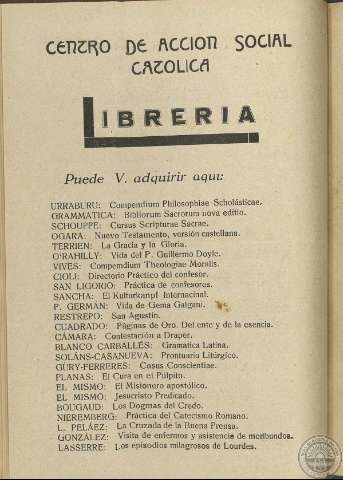 CENTRO DE ACCION SOCIAL
CATOLICA
LIBRERIA
Puede V. adquirir aquí:
URRABURU: Compendium Philosophiae Scholásticae.
GRAMMATICA: Bibliorum Sacrorum nova editio.
SCHOUPPE: Cursus Scripturae Sacrae.
OGARA: Nuevo Testamento, versión castellana.
TERRIEN: La Gracia y la Gloria.
O'RAHILLY: Vida del P. Guillermo Doyle.
VIVES: Compendium Theologiae Moralis.
CIOLI: Directorio Práctico del confesor.
SAN LIGORIO: Práctica de confesores.
SANCHA: El Kulturkanpf Internacinal.
P. GERMÁN: Vida de Gema Galgani.
RESTREPO: San Agustín.
CUADRADO: Páginas de Oro. Del ente y de la esencia.
CÁMARA: Contestación a Draper.
BLANCO CARBALLÉS: Gramatica Latina.
SOLÁNS-CASANUEVA: Prontuario Litúrgico.
GURY-FERRERES: Casus Conscientiae.
PLANAS: El Cura en el Púlpito.
EL MISMO: El Misionero apostólico.
EL MISMO: Jesucristo Predicado.
BOUGAUD: Los Dogmas del Credo.
NIEREMBERG: Práctica del Catecismo Romano.
L. PELÁEZ: La Cruzada de la Buena Prensa.
GONZÁLEZ: Visita de enfermos y asistencia de moribundos.
LASSERRE: Los episodios milagrosos de Lourdes.